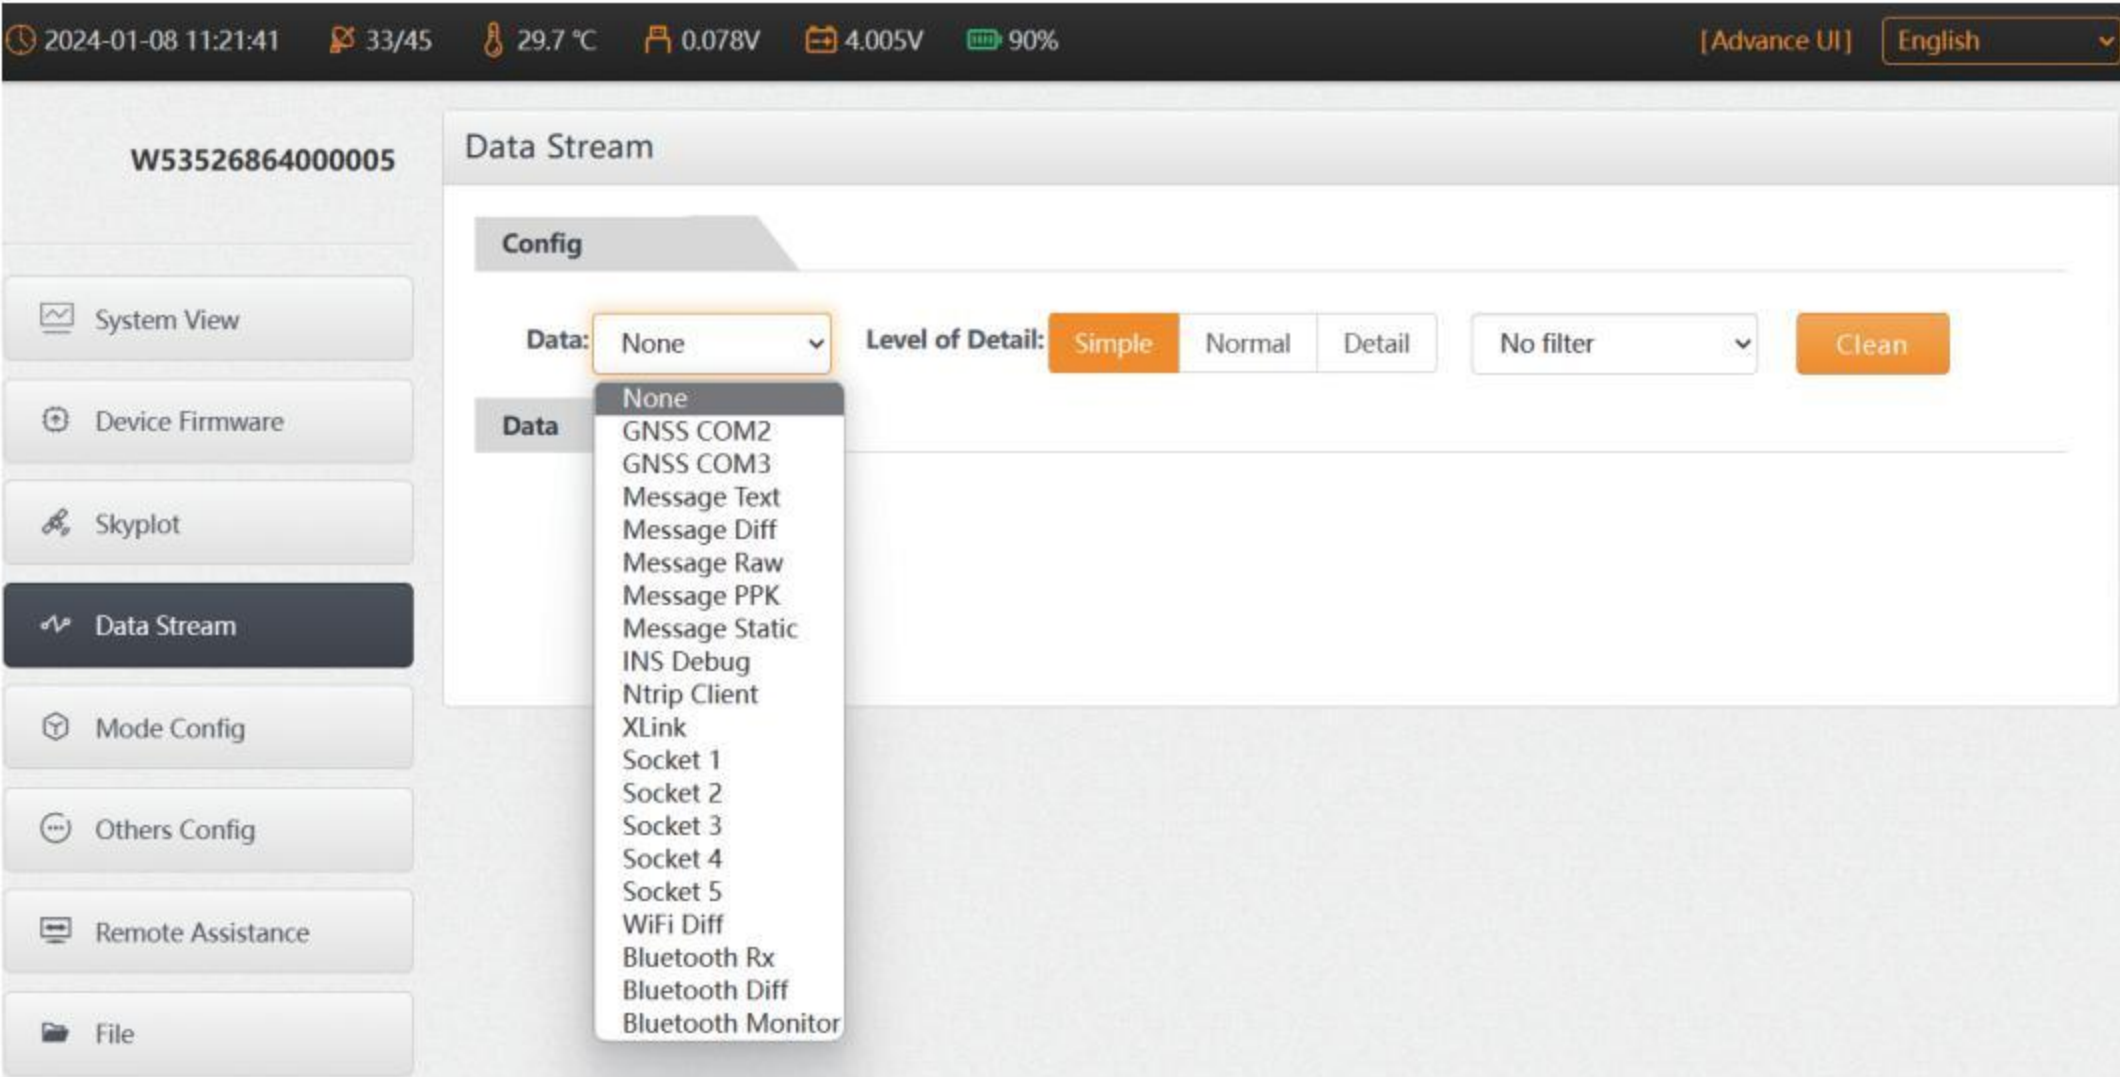 2024-01-08 11:21:41 33/45 29.7 ℃ 0.078V 4.005V 90% [Advance UI] English
W53526864000005
System View
Device Firmware
Skyplot
Data Stream
Mode Config
Others Config
Remote Assistance
File
Data Stream
Config
Data: None Level of Detail: Simple Normal Detail No filter Clean
Data
None
GNSS COM2
GNSS COM3
Message Text
Message Diff
Message Raw
Message PPK
Message Static
INS Debug
Ntrip Client
XLink
Socket 1
Socket 2
Socket 3
Socket 4
Socket 5
WiFi Diff
Bluetooth Rx
Bluetooth Diff
Bluetooth Monitor